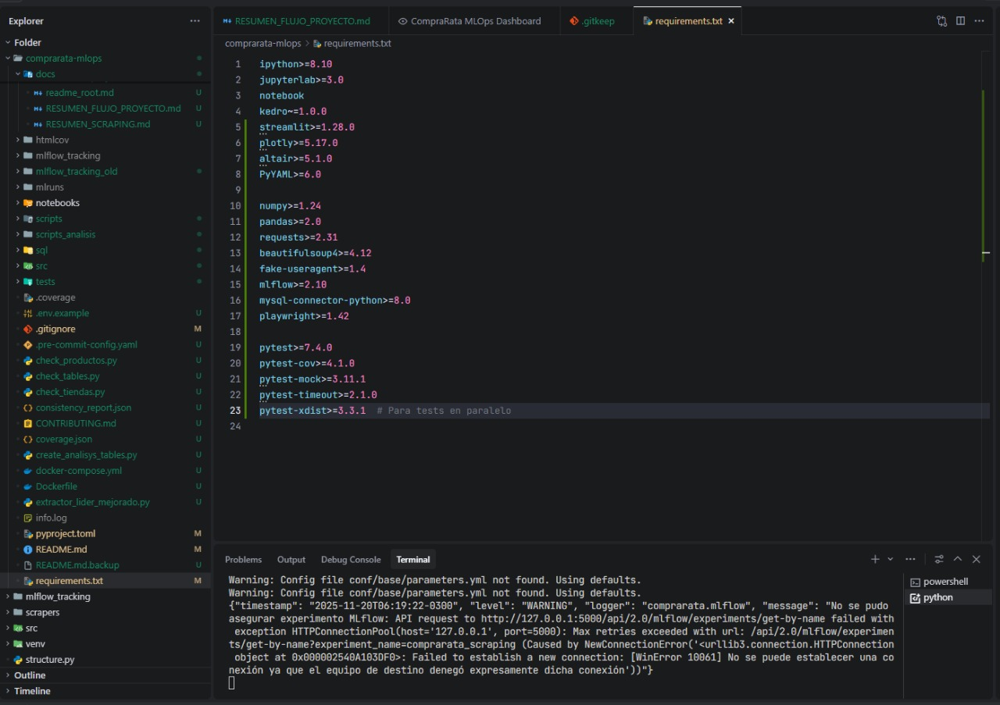 Explorer
Folder
comprarata-mlops
docs
readme_root.md U
RESUMEN_FLUJO_PROYECTO.md U
RESUMEN_SCRAPING.md U
htmlcov
mlflow_tracking
mlflow_tracking_old
mlruns
notebooks
scripts
scripts_analisis
sql
src
tests
.coverage
.env.example U
.gitignore M
.pre-commit-config.yaml U
check_productos.py U
check_tables.py U
check_tiendas.py U
consistency_report.json U
CONTRIBUTING.md U
coverage.json U
create_analisys_tables.py U
docker-compose.yml U
Dockerfile U
extractor_lider_mejorado.py U
info.log
pyproject.toml M
README.md M
README.md.backup U
requirements.txt M
mlflow_tracking
scrapers
src
venv
structure.py
Outline
Timeline
RESUMEN_FLUJO_PROYECTO.md CompraRata MLOps Dashboard .gitkeep requirements.txt
comprarata-mlops > requirements.txt
1 ipython>=8.10
2 jupyterlab>=3.0
3 notebook
4 kedro~=1.0.0
5 streamlit>=1.28.0
6 plotly>=5.17.0
7 altair>=5.1.0
8 PyYAML>=6.0
9
10 numpy>=1.24
11 pandas>=2.0
12 requests>=2.31
13 beautifulsoup4>=4.12
14 fake-useragent>=1.4
15 mlflow>=2.10
16 mysql-connector-python>=8.0
17 playwright>=1.42
18
19 pytest>=7.4.0
20 pytest-cov>=4.1.0
21 pytest-mock>=3.11.1
22 pytest-timeout>=2.1.0
23 pytest-xdist>=3.3.1 # Para tests en paralelo
24
Problems Output Debug Console Terminal
Warning: Config file conf/base/parameters.yml not found. Using defaults.
Warning: Config file conf/base/parameters.yml not found. Using defaults.
{"timestamp": "2025-11-20T06:19:22-0300", "level": "WARNING", "logger": "comprarata.mlflow", "message": "No se pudo
asegurar experimento MLflow: API request to http://127.0.0.1:5000/api/2.0/mlflow/experiments/get-by-name failed with
exception HTTPConnectionPool(host='127.0.0.1', port=5000): Max retries exceeded with url: /api/2.0/mlflow/experimen
ts/get-by-name?experiment_name=comprarata_scraping (Caused by NewConnectionError('<urllib3.connection.HTTPConnection
object at 0x000002540A103DF0>: Failed to establish a new connection: [WinError 10061] No se puede establecer una co
nexión ya que el equipo de destino denegó expresamente dicha conexión'))"}
powershell
python